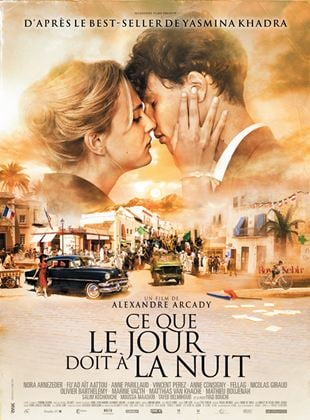 D'APRÈS LE BEST-SELLER DE YASMINA KHADRA
UN FILM DE
ALEXANDRE ARCADY
CE QUE
LE JOUR
DOIT À
LA NUIT
NORA ARNEZEDER FU'AD AÏT AATTOU ANNE PARILLAUD VINCENT PEREZ ANNE CONSIGNY FELLAG NICOLAS GIRAUD
OLIVIER BARTHELEMY MARINE VACTH MATTHIAS VAN KHACHE MATHIEU BOUJENAH
SALIM KECHIOUCHE MOUSSA MAASKRI TAYEB BELMIHOUB